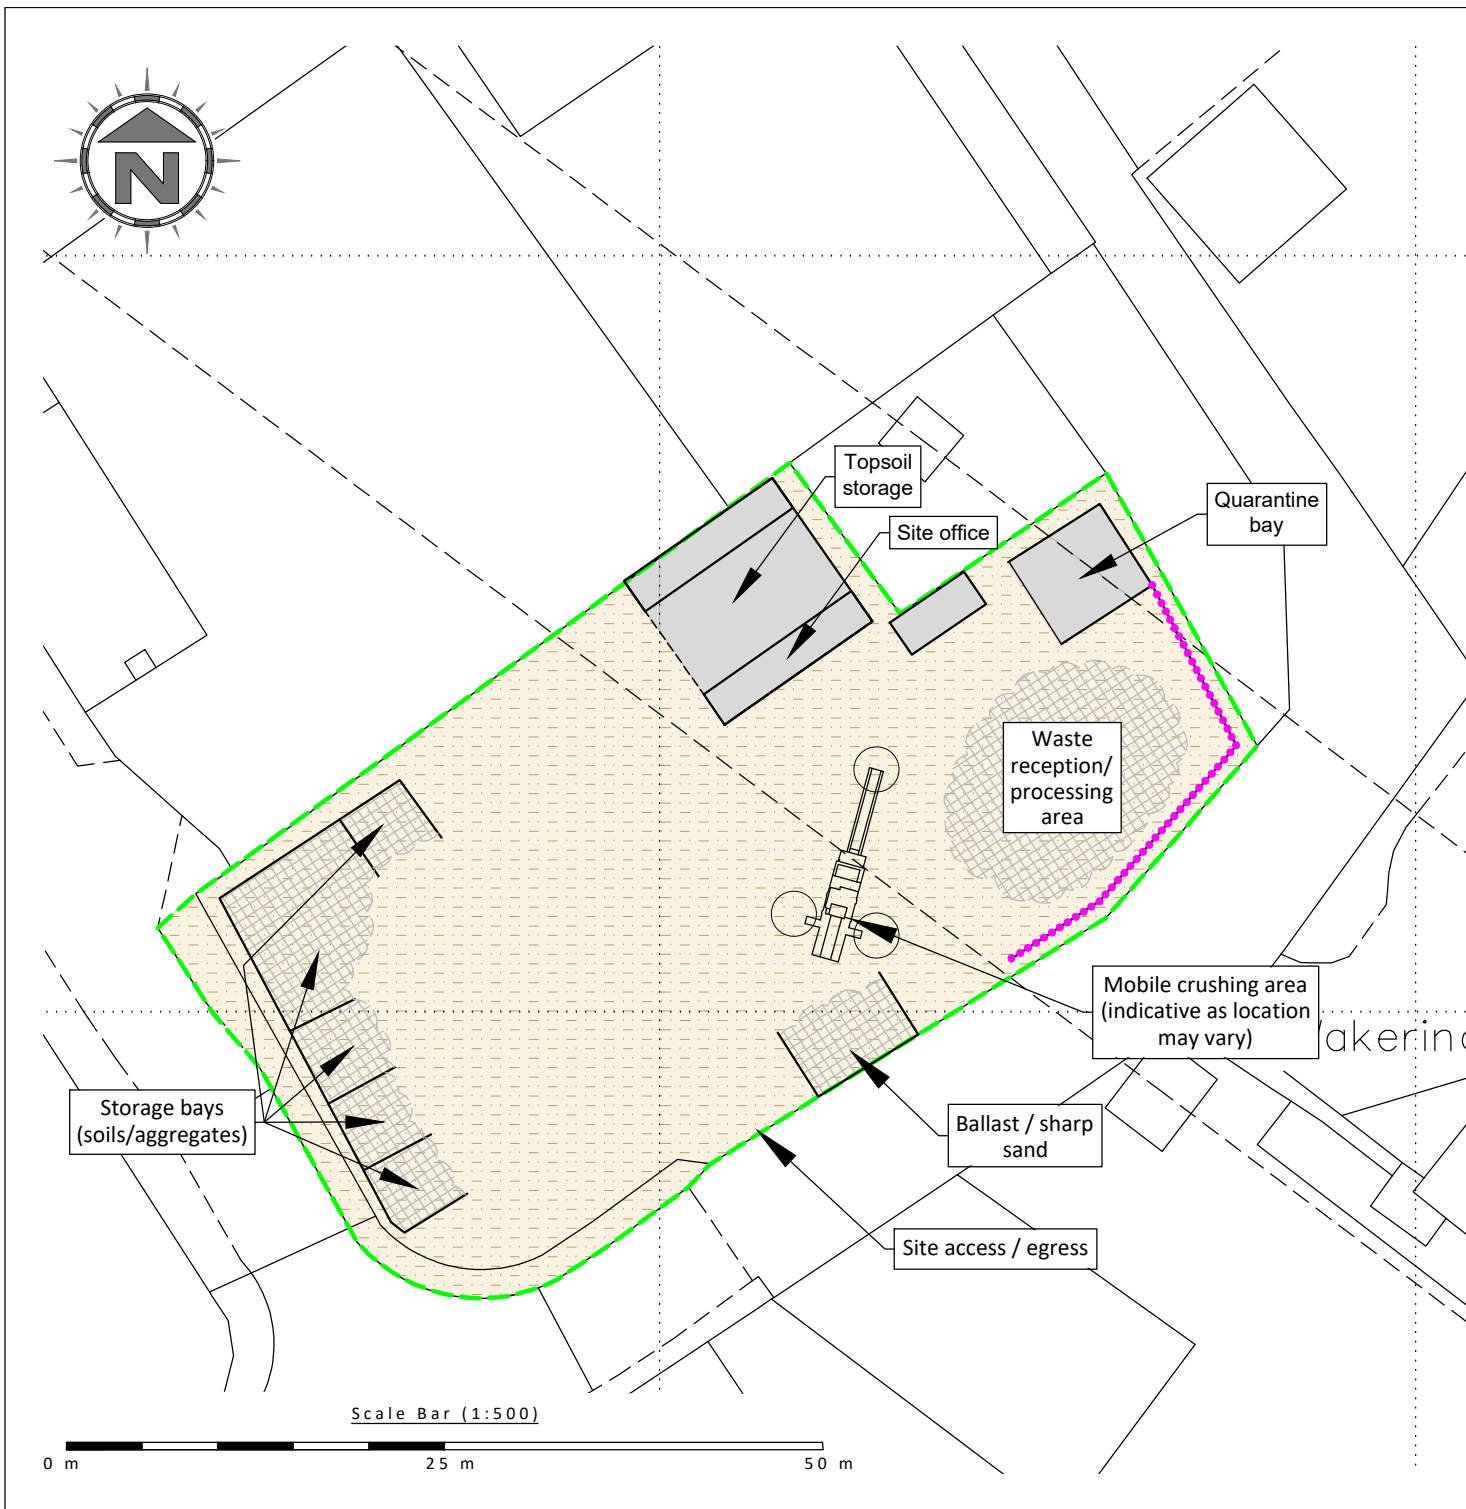 N
Topsoil
storage
Site office
Quarantine
bay
Waste
reception/
processing
area
Mobile crushing area
(indicative as location
may vary)
Storage bays
(soils/aggregates)
Ballast / sharp
sand
Site access / egress
Scale Bar (1:500)
0 m 25 m 50 m